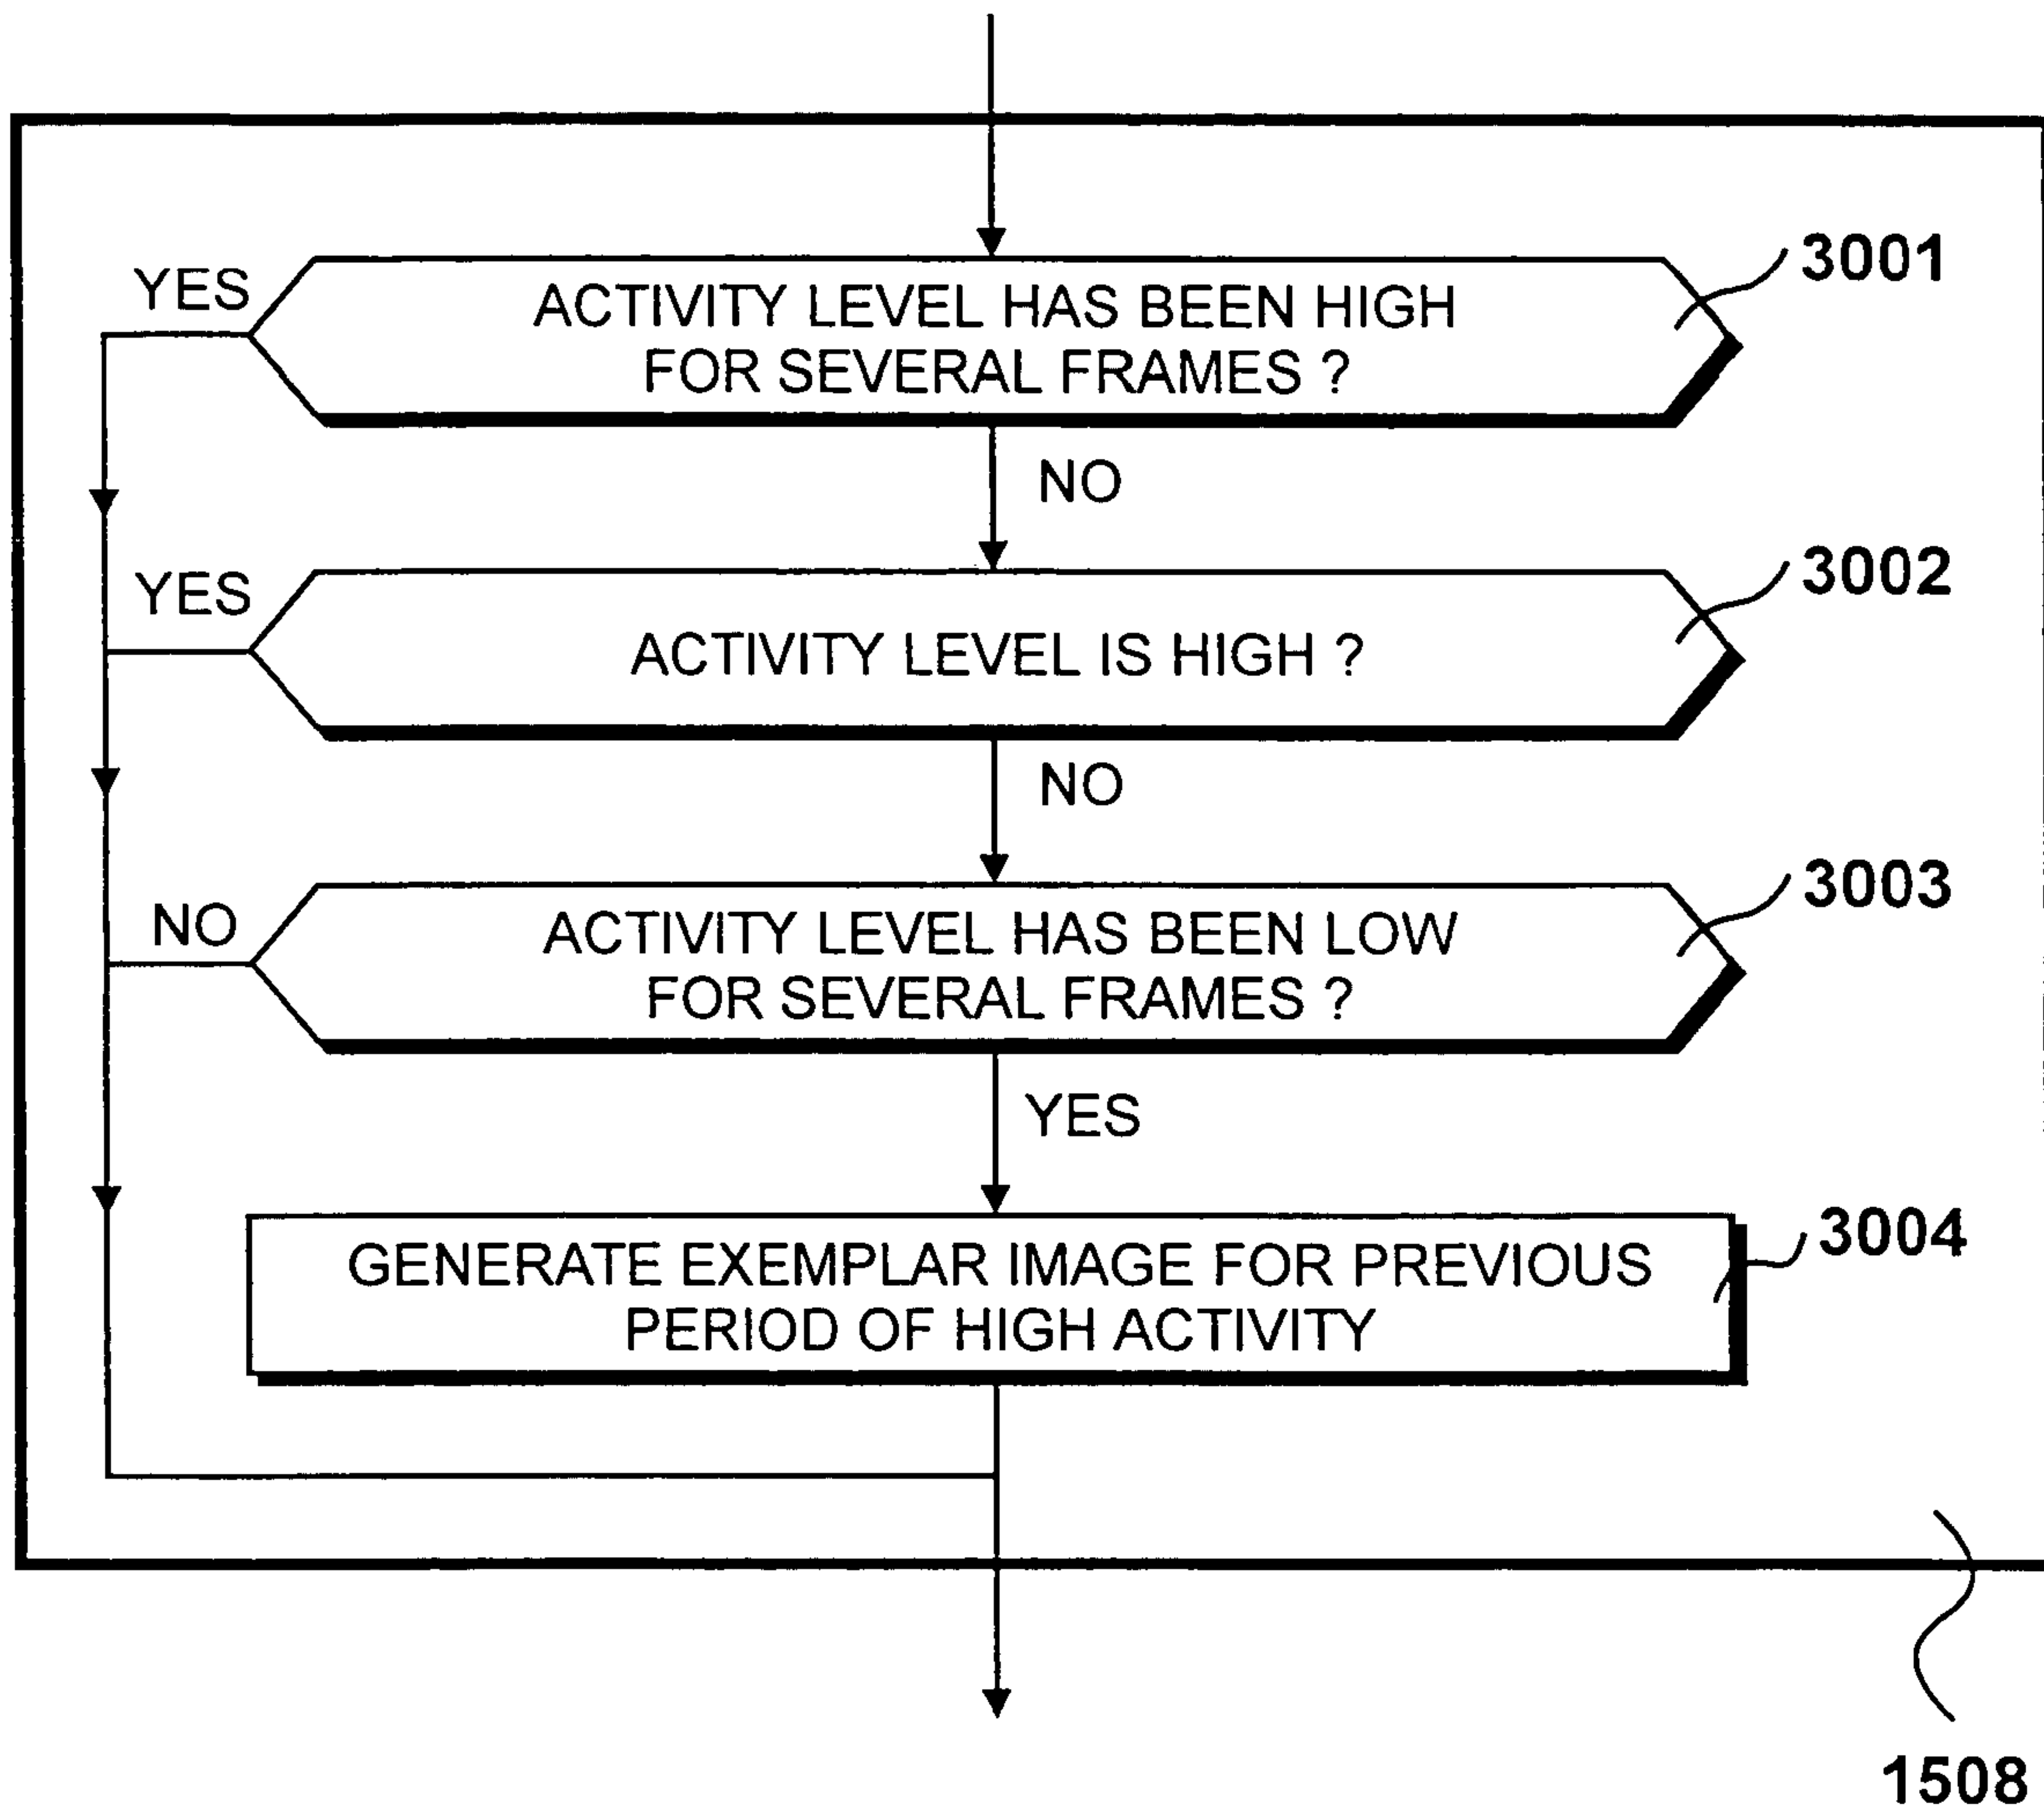 3001
YES
ACTIVITY LEVEL HAS BEEN HIGH
FOR SEVERAL FRAMES ?
NO
3002
YES
ACTIVITY LEVEL IS HIGH ?
NO
3003
NO
ACTIVITY LEVEL HAS BEEN LOW
FOR SEVERAL FRAMES ?
YES
3004
GENERATE EXEMPLAR IMAGE FOR PREVIOUS
PERIOD OF HIGH ACTIVITY
1508